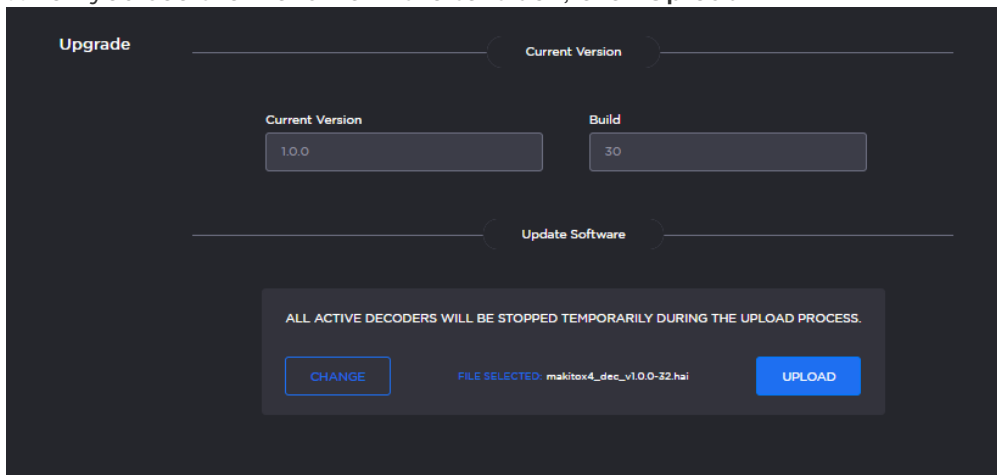 Upgrade
Current Version
Current Version Build
1.0.0 30
Update Software
ALL ACTIVE DECODERS WILL BE STOPPED TEMPORARILY DURING THE UPLOAD PROCESS.
CHANGE FILE SELECTED: makitox4_dec_v1.0.0-32.hai UPLOAD